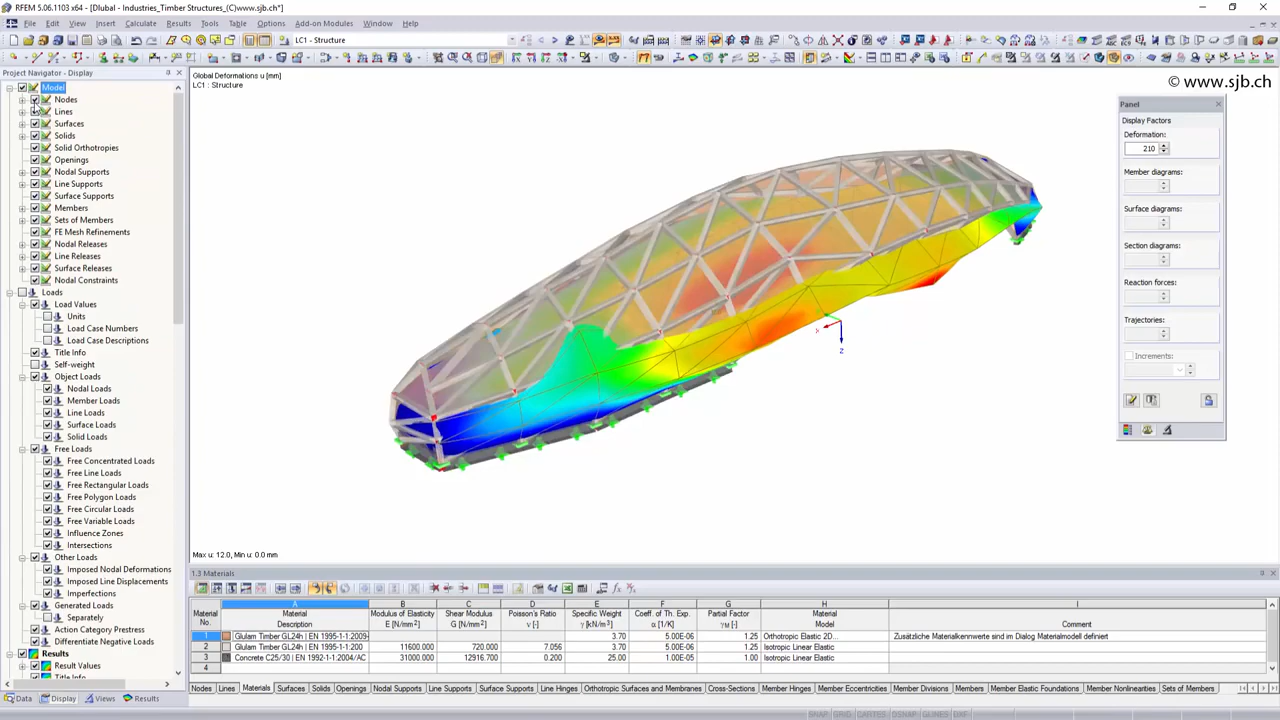 RFEM 5.06.1103 x64 - [Dlubal - Industries_Timber Structures_(C)www.sjb.ch*]
File Edit View Insert Calculate Results Tools Table Options Add-on Modules Window Help
LC1 - Structure
Project Navigator - Display
Model
Nodes
Lines
Surfaces
Solids
Solid Orthotropies
Openings
Nodal Supports
Line Supports
Surface Supports
Members
Sets of Members
FE Mesh Refinements
Nodal Releases
Line Releases
Surface Releases
Nodal Constraints
Loads
Load Values
Units
Load Case Numbers
Load Case Descriptions
Title Info
Self-weight
Object Loads
Nodal Loads
Member Loads
Line Loads
Surface Loads
Solid Loads
Free Loads
Free Concentrated Loads
Free Line Loads
Free Rectangular Loads
Free Polygon Loads
Free Circular Loads
Free Variable Loads
Influence Zones
Intersections
Other Loads
Imposed Nodal Deformations
Imposed Line Displacements
Imperfections
Generated Loads
Separately
Action Category Prestress
Differentiate Negative Loads
Results
Result Values
Title Info
Data Display Views Results
Global Deformations u [mm]
LC1 : Structure
© www.sjb.ch
x
z
Max u: 12.0, Min u: 0.0 mm
Panel
Display Factors
Deformation:
210
Member diagrams:
Surface diagrams:
Section diagrams:
Reaction forces:
Trajectories:
Increments:
1.3 Materials
A B C D E F G H I
Material No. Material Description Modulus of Elasticity E [N/mm²] Shear Modulus G [N/mm²] Poisson's Ratio ν [-] Specific Weight γ [kN/m³] Coeff. of Th. Exp. α [1/K] Partial Factor γM [-] Material Model Comment
1 Glulam Timber GL24h | EN 1995-1-1:2009- 3.70 5.00E-06 1.25 Orthotropic Elastic 2D... Zusätzliche Materialkennwerte sind im Dialog Materialmodell definiert
2 Glulam Timber GL24h | EN 1995-1-1:200 11600.000 720.000 7.056 3.70 5.00E-06 1.25 Isotropic Linear Elastic
3 Concrete C25/30 | EN 1992-1-1:2004/AC 31000.000 12916.700 0.200 25.00 1.00E-05 1.00 Isotropic Linear Elastic
4
Nodes Lines Materials Surfaces Solids Openings Nodal Supports Line Supports Surface Supports Line Hinges Orthotropic Surfaces and Membranes Cross-Sections Member Hinges Member Eccentricities Member Divisions Members Member Elastic Foundations Member Nonlinearities Sets of Members
SNAP GRID CARTES OSNAP GLINES DXF